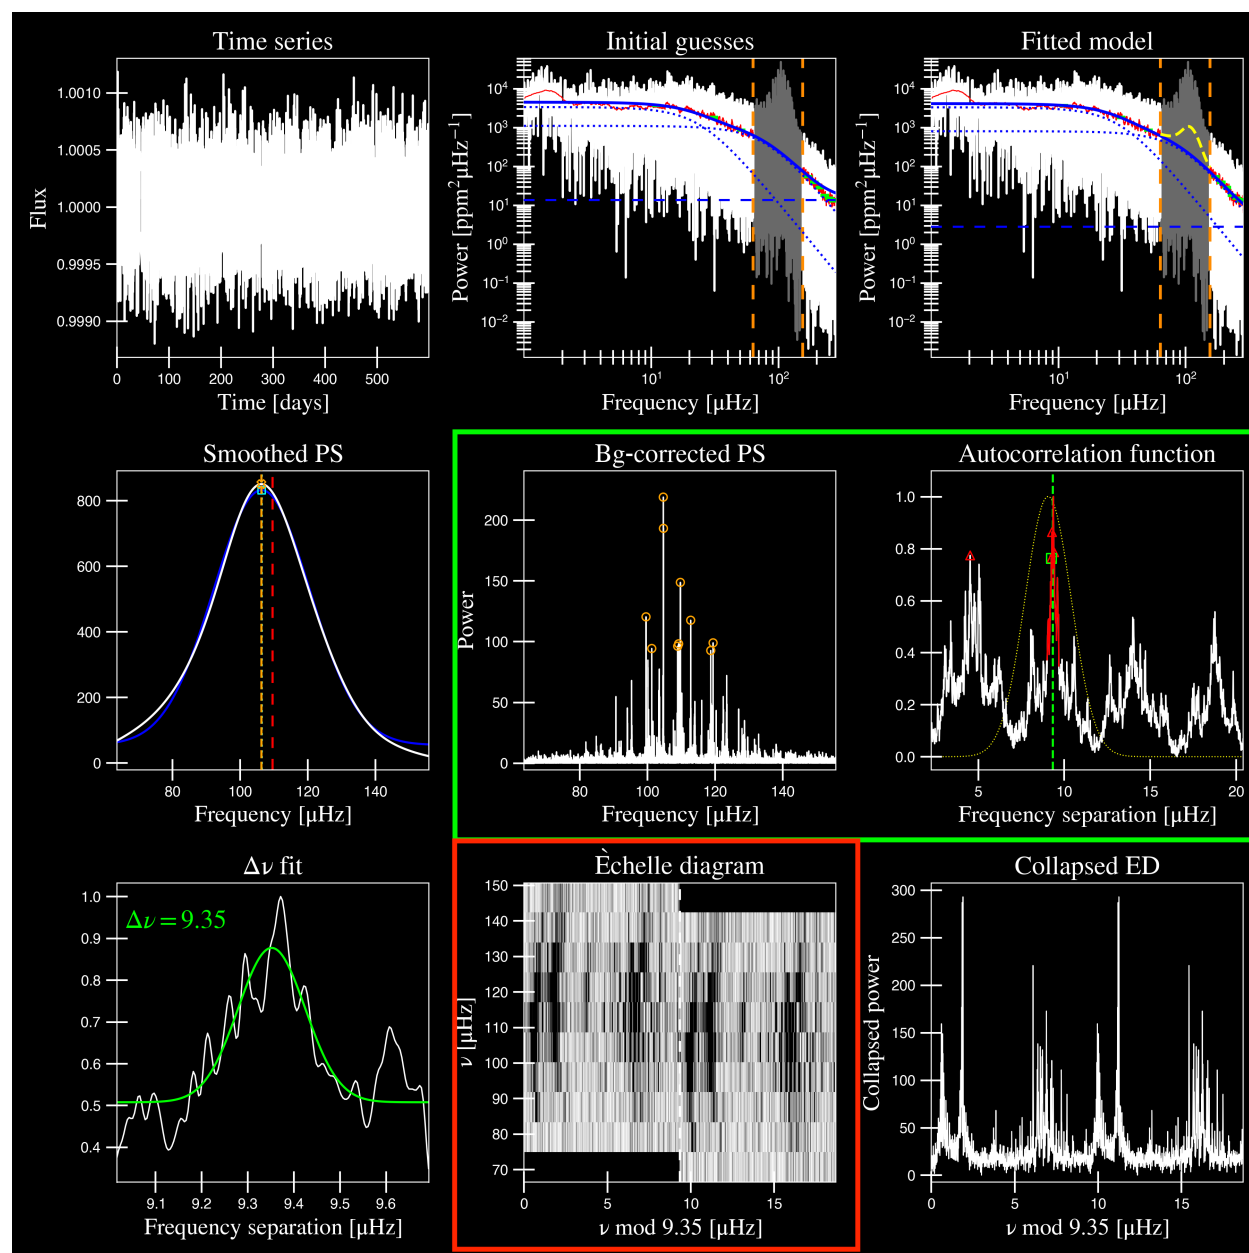 Time series
Flux
1.0010
1.0005
1.0000
0.9995
0.9990
0 100 200 300 400 500
Time [days]
Initial guesses
Power [ppm² μHz⁻¹]
10⁴
10³
10²
10¹
10⁰
10⁻¹
10⁻²
10¹ 10²
Frequency [μHz]
Fitted model
Power [ppm² μHz⁻¹]
10⁴
10³
10²
10¹
10⁰
10⁻¹
10⁻²
10¹ 10²
Frequency [μHz]
Smoothed PS
800
600
400
200
0
80 100 120 140
Frequency [μHz]
Bg-corrected PS
Power
200
150
100
50
0
80 100 120 140
Frequency [μHz]
Autocorrelation function
1.0
0.8
0.6
0.4
0.2
0.0
5 10 15 20
Frequency separation [μHz]
Δν fit
Δν = 9.35
1.0
0.9
0.8
0.7
0.6
0.5
0.4
9.1 9.2 9.3 9.4 9.5 9.6
Frequency separation [μHz]
Èchelle diagram
ν [μHz]
150
140
130
120
110
100
90
80
70
0 5 10 15
ν mod 9.35 [μHz]
Collapsed ED
Collapsed power
300
250
200
150
100
50
0
0 5 10 15
ν mod 9.35 [μHz]